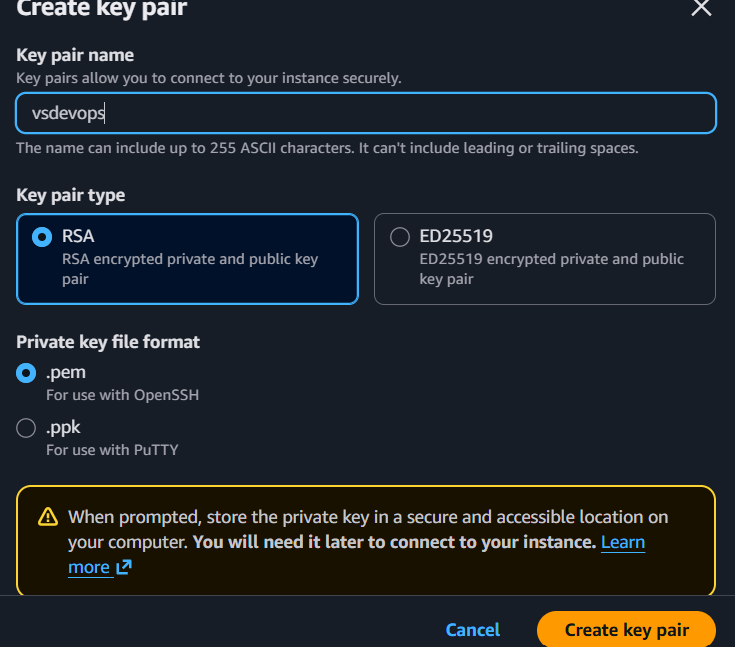 Create key pair
Key pair name
Key pairs allow you to connect to your instance securely.
vsdevops
The name can include up to 255 ASCII characters. It can't include leading or trailing spaces.
Key pair type
RSA
RSA encrypted private and public key
pair
ED25519
ED25519 encrypted private and public
key pair
Private key file format
.pem
For use with OpenSSH
.ppk
For use with PuTTY
When prompted, store the private key in a secure and accessible location on
your computer. You will need it later to connect to your instance. Learn
more
Cancel
Create key pair